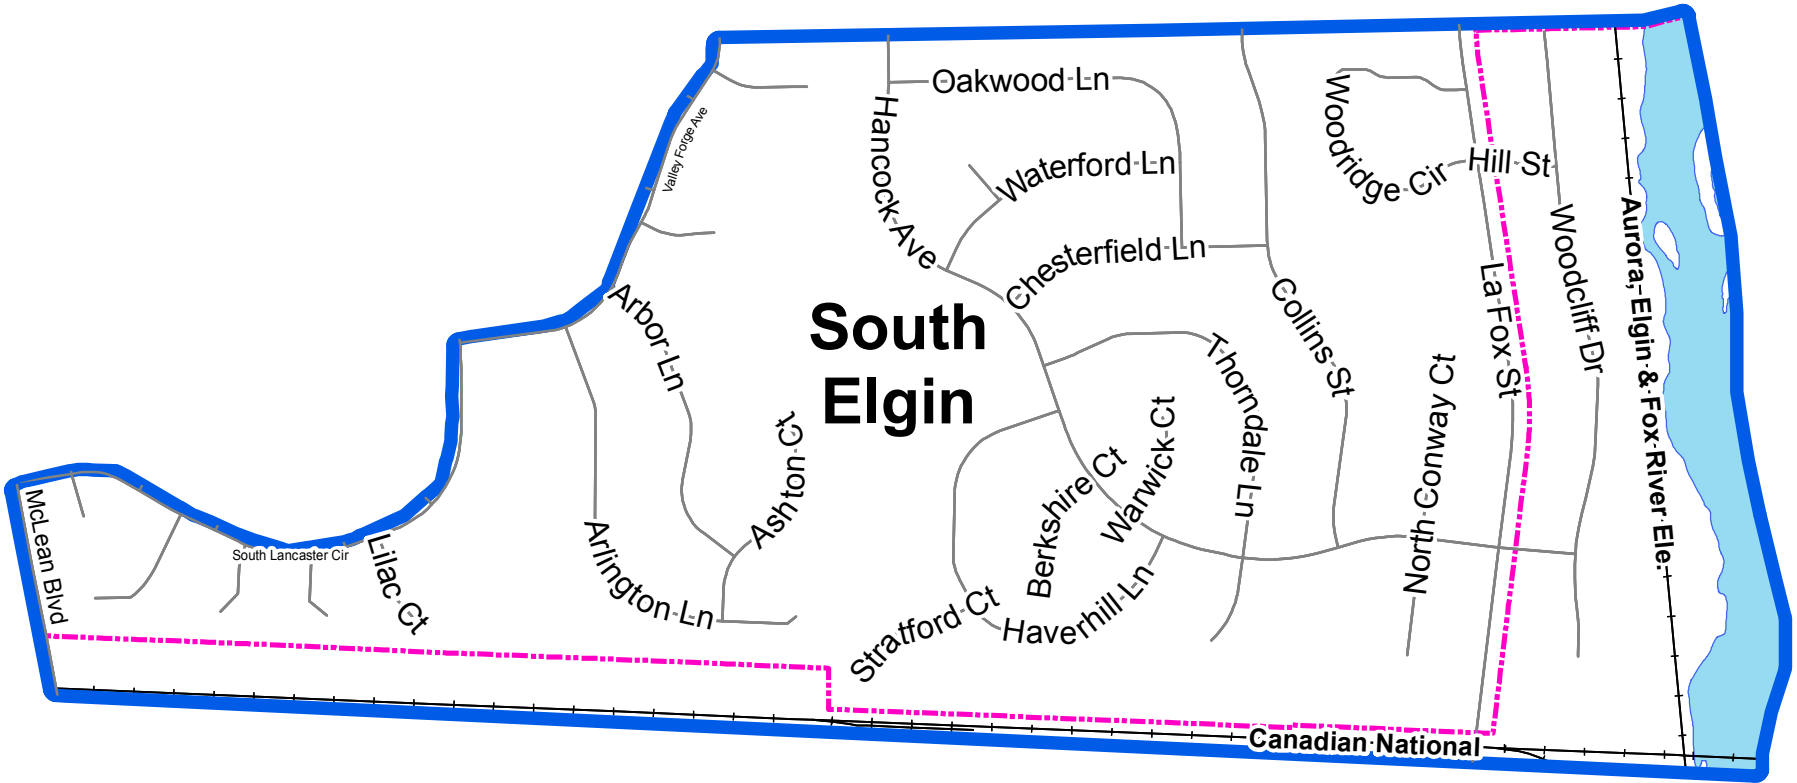 Oakwood Ln
Hancock Ave
Valley Forge Ave
Waterford Ln
Woodridge Cir
Hill St
Chesterfield Ln
Collins St
La Fox St
Woodcliff Dr
Aurora, Elgin & Fox River Ele.
Arbor Ln
South
Elgin
Thorndale Ln
North Conway Ct
Ashton Ct
Berkshire Ct
Warwick Ct
McLean Blvd
South Lancaster Cir
Lilac Ct
Arlington Ln
Stratford Ct
Haverhill Ln
Canadian National